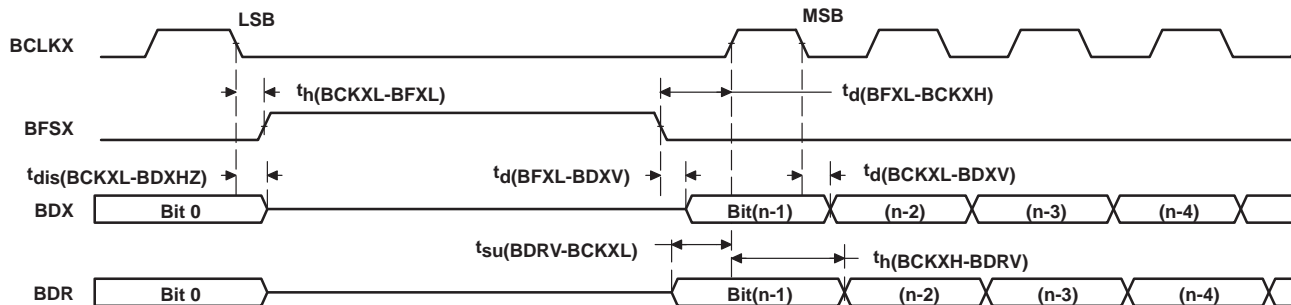 LSB MSB
BCLKX
th(BCKXL-BFXL) td(BFXL-BCKXH)
BFSX
tdis(BCKXL-BDXHZ) td(BFXL-BDXV) td(BCKXL-BDXV)
BDX Bit 0 Bit(n-1) (n-2) (n-3) (n-4)
tsu(BDRV-BCKXL) th(BCKXH-BDRV)
BDR Bit 0 Bit(n-1) (n-2) (n-3) (n-4)